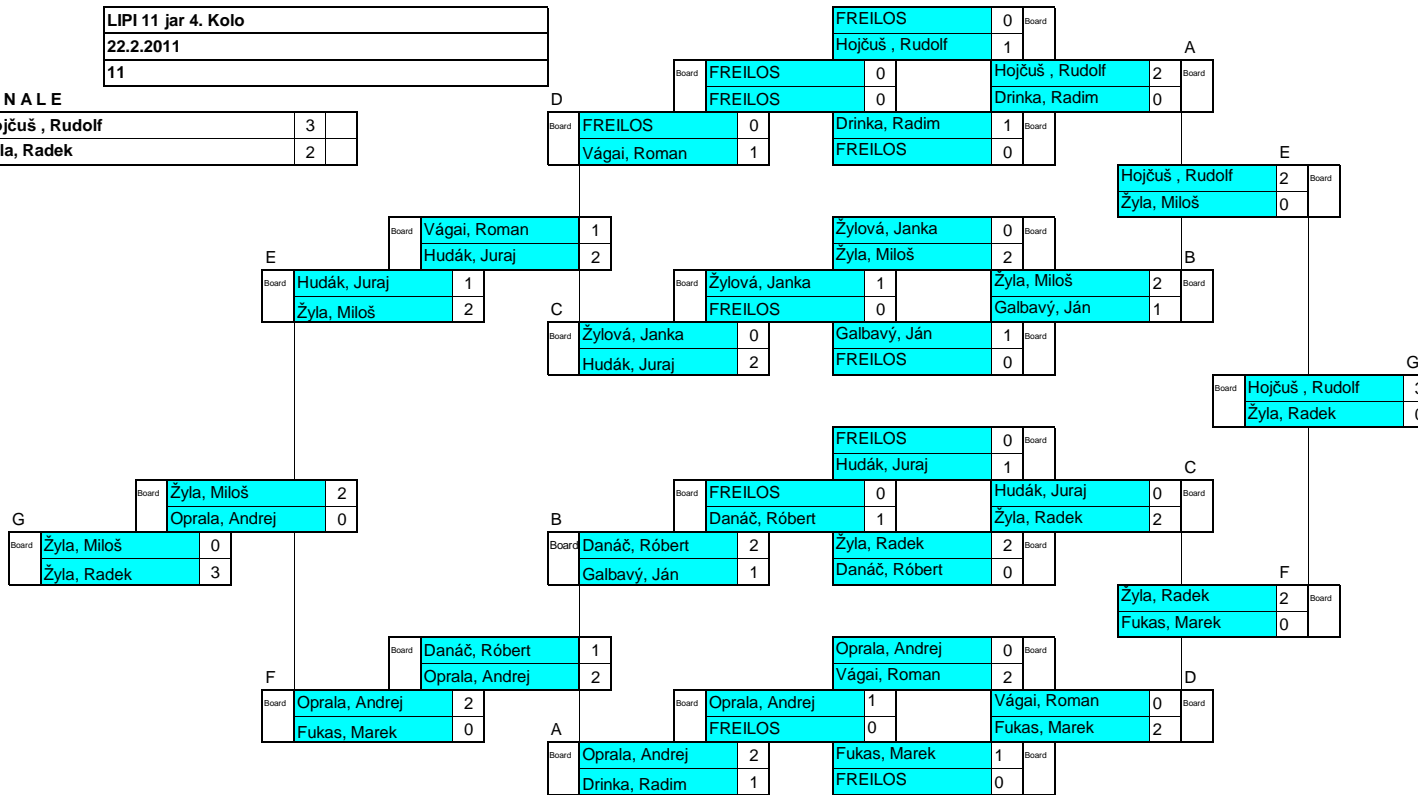 LIPI 11 jar 4. Kolo
22.2.2011
11
N A L E
ojčuš , Rudolf 3
la, Radek 2
FREILOS 0 Board
Hojčuš , Rudolf 1
A
Board FREILOS 0
FREILOS 0
Hojčuš , Rudolf 2 Board
Drinka, Radim 0
D
Board FREILOS 0
Vágai, Roman 1
Drinka, Radim 1 Board
FREILOS 0
E
Hojčuš , Rudolf 2 Board
Žyla, Miloš 0
Board Vágai, Roman 1
Hudák, Juraj 2
Žylová, Janka 0 Board
Žyla, Miloš 2
E
Board Hudák, Juraj 1
Žyla, Miloš 2
Board Žylová, Janka 1
FREILOS 0
B
Žyla, Miloš 2 Board
Galbavý, Ján 1
C
Board Žylová, Janka 0
Hudák, Juraj 2
Galbavý, Ján 1 Board
FREILOS 0
G
Board Hojčuš , Rudolf
Žyla, Radek
FREILOS 0 Board
Hudák, Juraj 1
C
Board Žyla, Miloš 2
Oprala, Andrej 0
Board FREILOS 0
Danáč, Róbert 1
Hudák, Juraj 0 Board
Žyla, Radek 2
G
Board Žyla, Miloš 0
Žyla, Radek 3
B
Board Danáč, Róbert 2
Galbavý, Ján 1
Žyla, Radek 2 Board
Danáč, Róbert 0
F
Žyla, Radek 2 Board
Fukas, Marek 0
Board Danáč, Róbert 1
Oprala, Andrej 2
Oprala, Andrej 0 Board
Vágai, Roman 2
F
Board Oprala, Andrej 2
Fukas, Marek 0
Board Oprala, Andrej 1
FREILOS 0
D
Vágai, Roman 0 Board
Fukas, Marek 2
A
Board Oprala, Andrej 2
Drinka, Radim 1
Fukas, Marek 1 Board
FREILOS 0